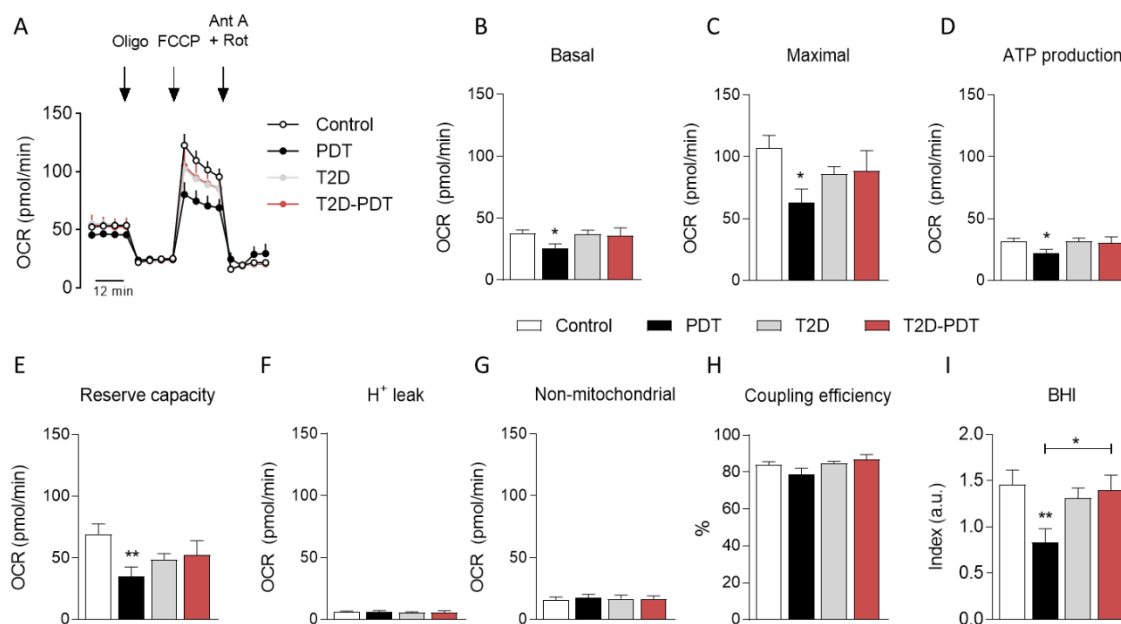 A
Oligo FCCP Ant A + Rot
OCR (pmol/min)
150
100
50
0
12 min
Control
PDT
T2D
T2D-PDT
B
Basal
OCR (pmol/min)
150
100
50
0
*
C
Maximal
OCR (pmol/min)
150
100
50
0
*
D
ATP production
OCR (pmol/min)
150
100
50
0
*
Control PDT T2D T2D-PDT
E
Reserve capacity
OCR (pmol/min)
150
100
50
0
**
F
H⁺ leak
OCR (pmol/min)
150
100
50
0
G
Non-mitochondrial
OCR (pmol/min)
150
100
50
0
H
Coupling efficiency
%
100
80
60
40
20
0
I
BHI
Index (a.u.)
2.0
1.5
1.0
1.5
0.0
**
*